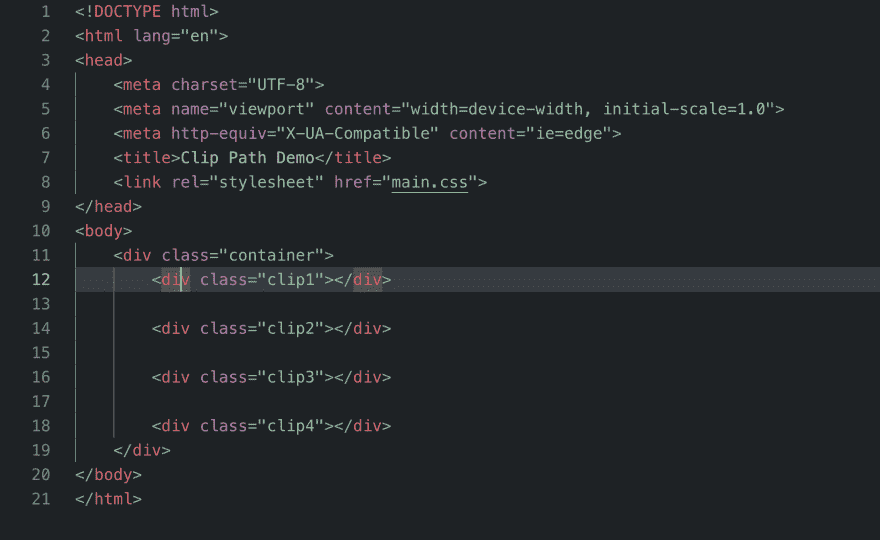 1 <!DOCTYPE html>
2 <html lang="en">
3 <head>
4     <meta charset="UTF-8">
5     <meta name="viewport" content="width=device-width, initial-scale=1.0">
6     <meta http-equiv="X-UA-Compatible" content="ie=edge">
7     <title>Clip Path Demo</title>
8     <link rel="stylesheet" href="main.css">
9 </head>
10 <body>
11     <div class="container">
12         <div class="clip1"></div>
13
14         <div class="clip2"></div>
15
16         <div class="clip3"></div>
17
18         <div class="clip4"></div>
19     </div>
20 </body>
21 </html>